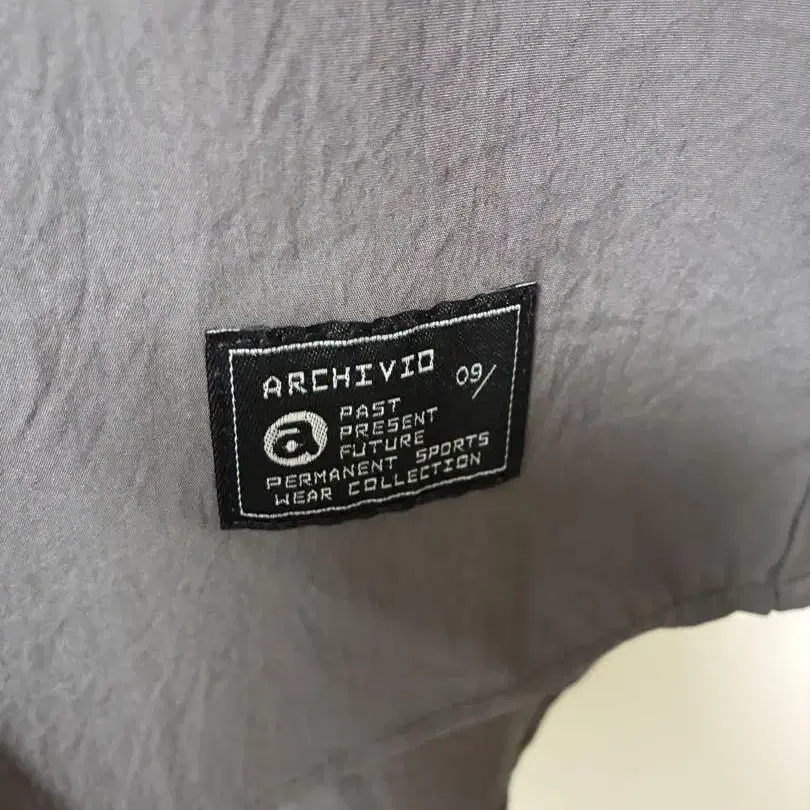 ARCHIVIO 09/
a PAST
PRESENT
FUTURE
PERMANENT SPORTS
WEAR COLLECTION